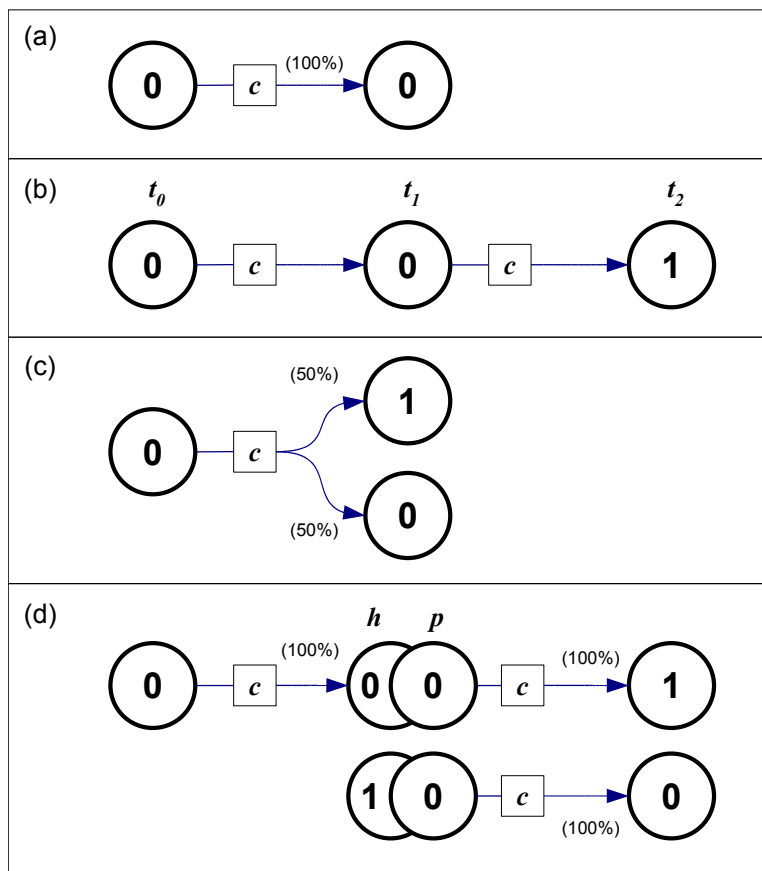 (a)
0 c (100%) 0
(b)
t0 t1 t2
0 c 0 c 1
(c)
(50%) 1
0 c
(50%) 0
(d)
h p
0 c (100%) 0 0 c (100%) 1
1 0 c (100%) 0